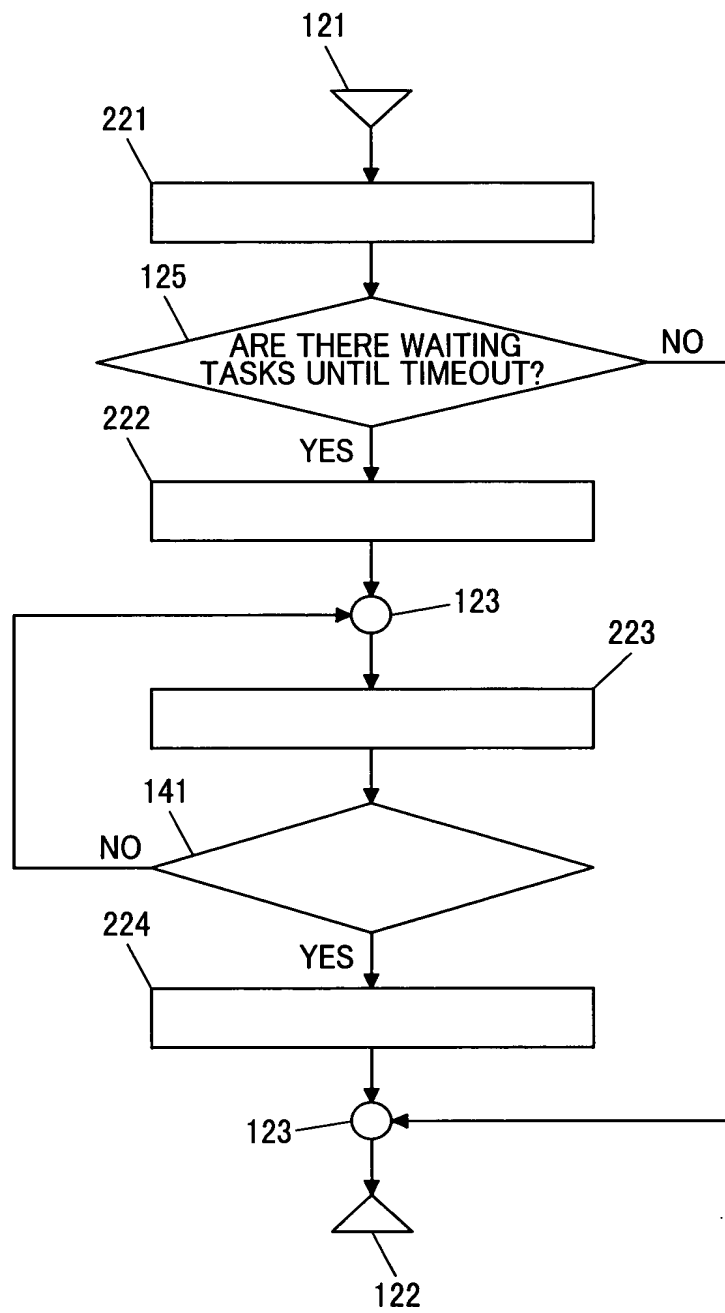 121
221
125
ARE THERE WAITING
TASKS UNTIL TIMEOUT?
NO
222
YES
123
223
141
NO
YES
224
123
122